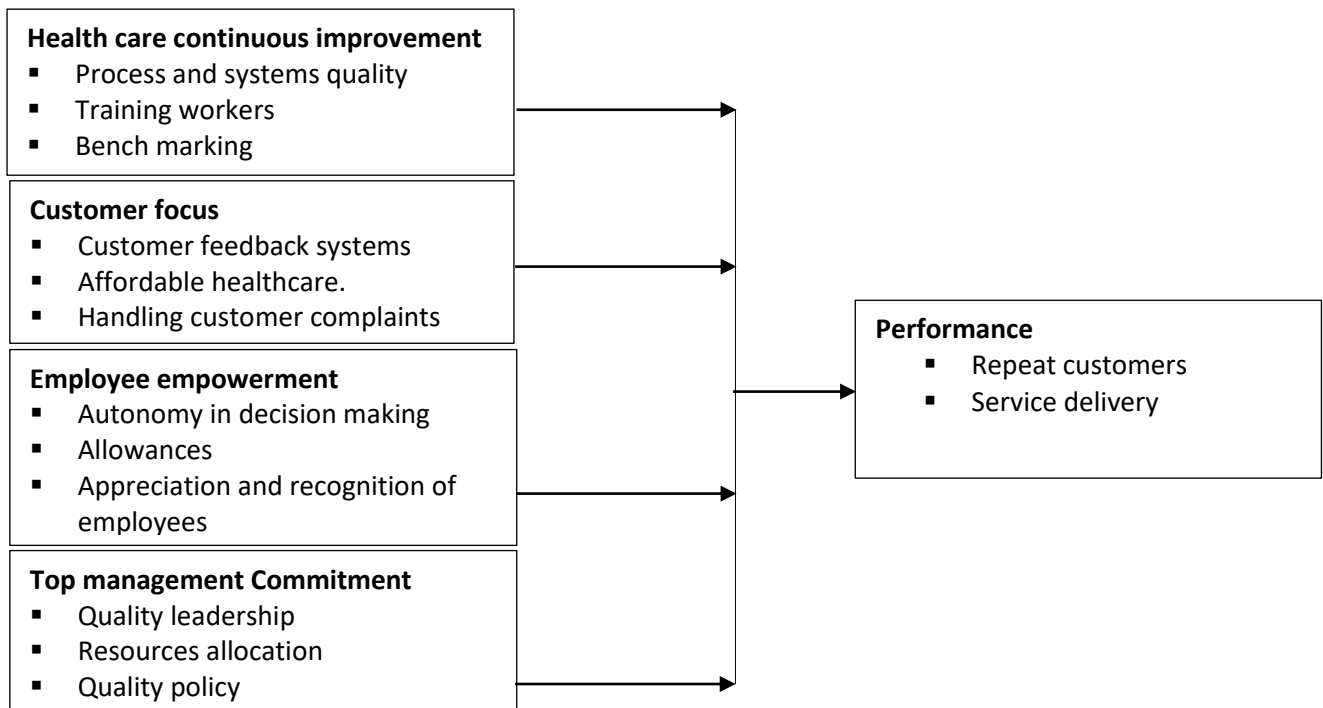 Health care continuous improvement
▪ Process and systems quality
▪ Training workers
▪ Bench marking
Customer focus
▪ Customer feedback systems
▪ Affordable healthcare.
▪ Handling customer complaints
Employee empowerment
▪ Autonomy in decision making
▪ Allowances
▪ Appreciation and recognition of
employees
Top management Commitment
▪ Quality leadership
▪ Resources allocation
▪ Quality policy
Performance
▪ Repeat customers
▪ Service delivery